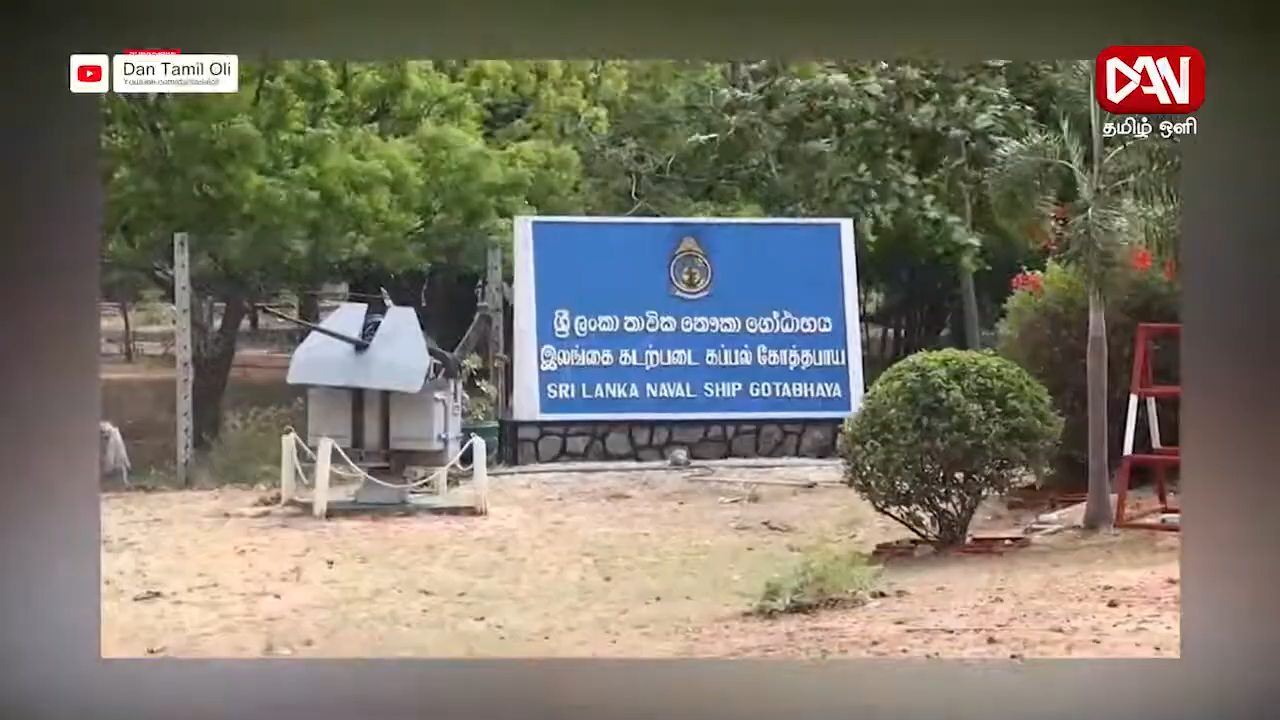 Dan Tamil Oli
DAN
தமிழ் ஒளி
ශ්‍රී ලංකා නාවික නෞකා ගෝඨාභය
இலங்கை கடற்படை கப்பல் கோத்தபாய
SRI LANKA NAVAL SHIP GOTABHAYA